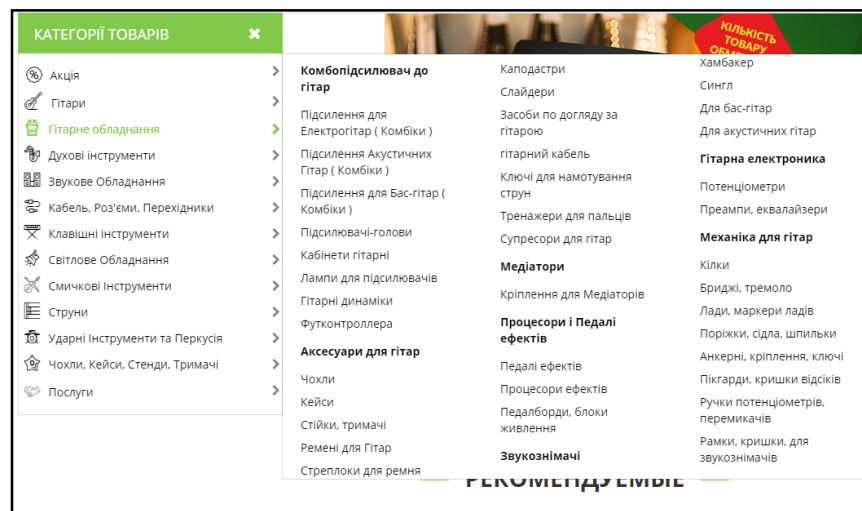 КАТЕГОРІЇ ТОВАРІВ
Акція
Гітари
Гітарне обладнання
Духові інструменти
Звукове Обладнання
Кабель, Роз'єми, Перехідники
Клавішні інструменти
Світлове Обладнання
Смичкові Інструменти
Струни
Ударні Інструменти та Перкусія
Чохли, Кейси, Стенди, Тримачі
Послуги
КІЛЬКІСТЬ
ТОВАРУ
Комбопідсилювач до
гітар
Підсилення для
Електрогітар ( Комбіки )
Підсилення Акустичних
Гітар ( Комбіки )
Підсилення для Бас-гітар (
Комбіки )
Підсилювачі-голови
Кабінети гітарні
Лампи для підсилювачів
Гітарні динаміки
Футконтроллера
Аксесуари для гітар
Чохли
Кейси
Стійки, тримачі
Ремені для Гітар
Стреплоки для ремня
Каподастри
Слайдери
Засоби по догляду за
гітарою
гітарний кабель
Ключі для намотування
струн
Тренажери для пальців
Супресори для гітар
Медіатори
Кріплення для Медіаторів
Процесори і Педалі
ефектів
Педалі ефектів
Процесори ефектів
Педалборди, блоки
живлення
Звукознімачі
Хамбакер
Сингл
Для бас-гітар
Для акустичних гітар
Гітарна електроника
Потенціометри
Преампи, еквалайзери
Механіка для гітар
Кілки
Бриджі, тремоло
Лади, маркери ладів
Поріжки, сідла, шпильки
Анкерні, кріплення, ключі
Пікгарди, кришки відсіків
Ручки потенціометрів,
перемикачів
Рамки, кришки, для
звукознімачів
РЕКОМЕНДУЕМЫЕ